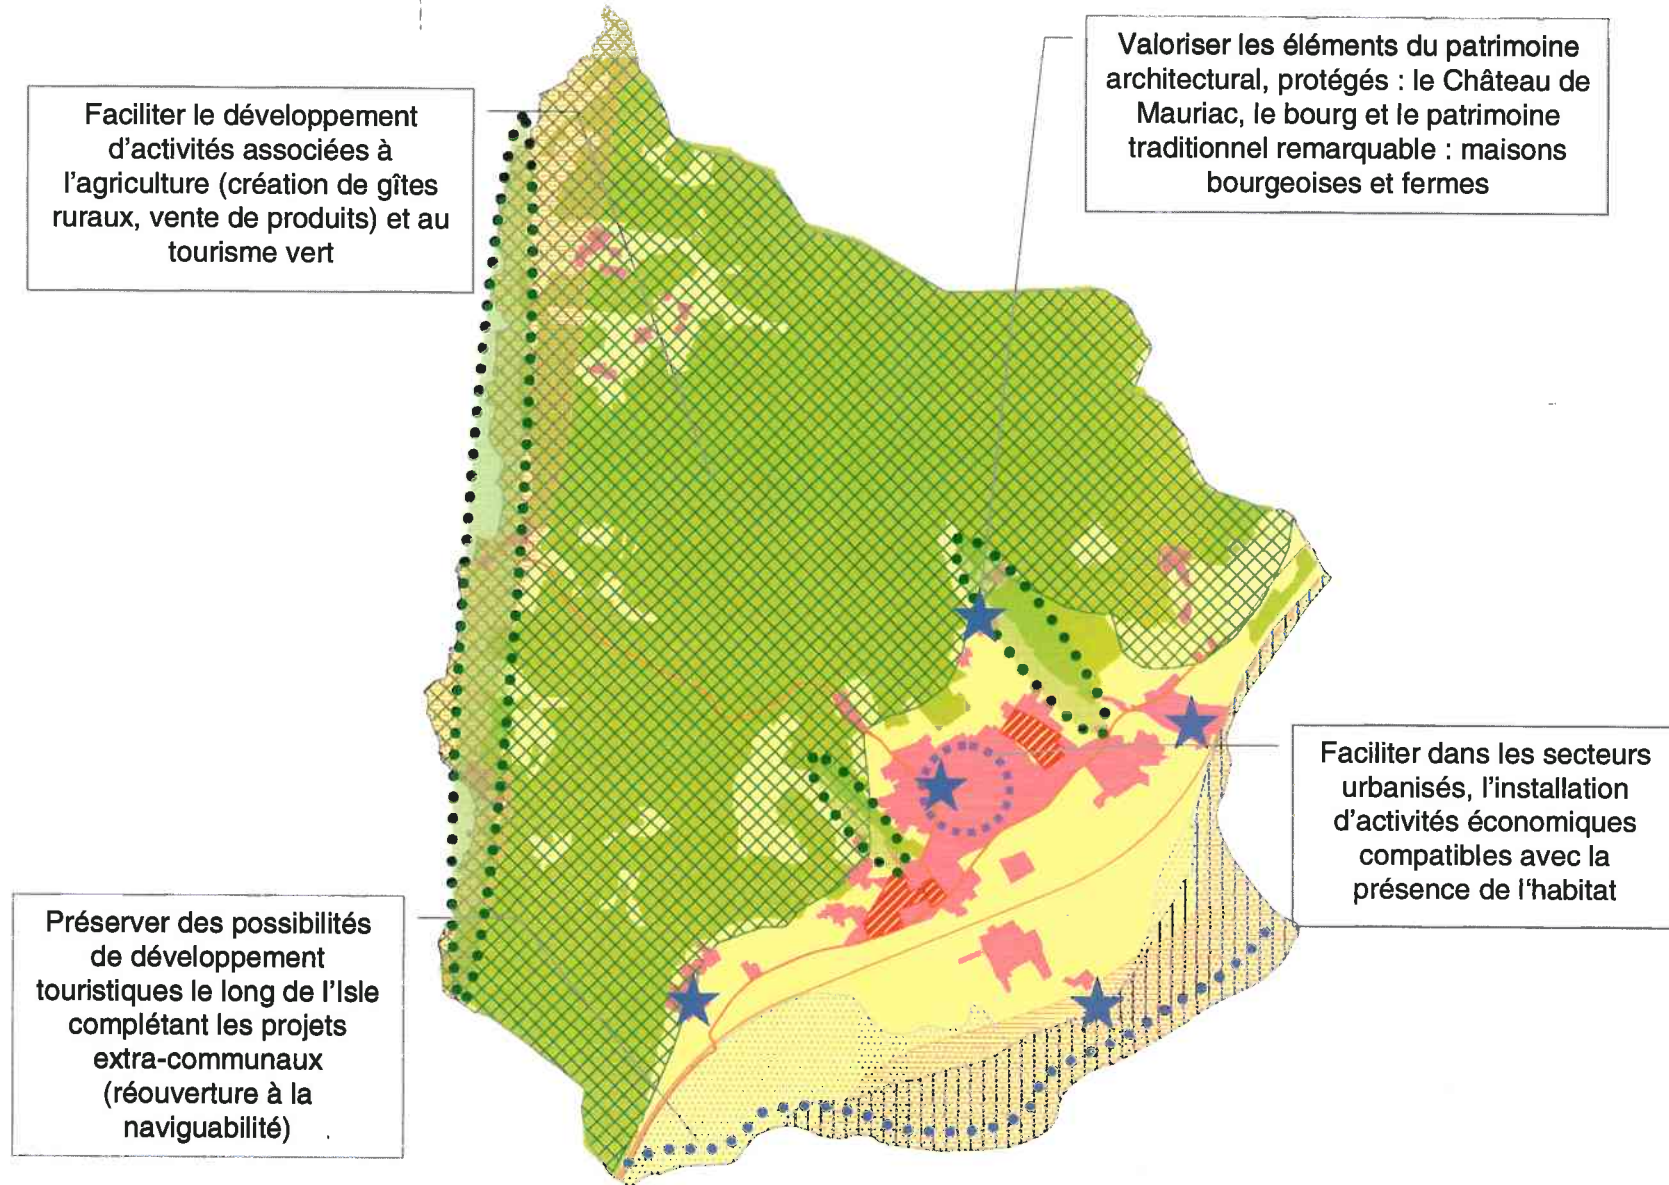 Faciliter le développement
d'activités associées à
l'agriculture (création de gîtes
ruraux, vente de produits) et au
tourisme vert
Valoriser les éléments du patrimoine
architectural, protégés : le Château de
Mauriac, le bourg et le patrimoine
traditionnel remarquable : maisons
bourgeoises et fermes
Faciliter dans les secteurs
urbanisés, l'installation
d'activités économiques
compatibles avec la
présence de l'habitat
Préserver des possibilités
de développement
touristiques le long de l'Isle
complétant les projets
extra-communaux
(réouverture à la
naviguabilité)